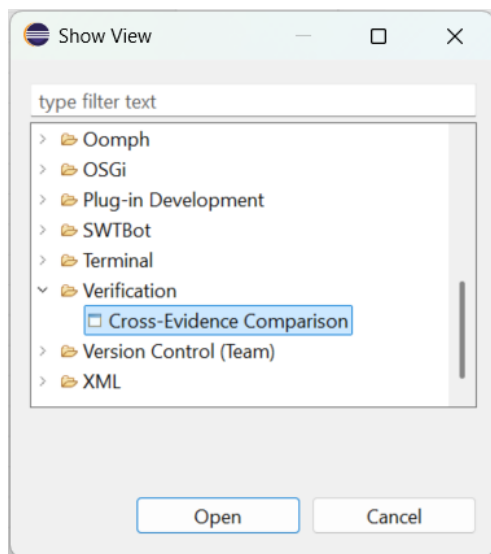 Show View
type filter text
Oomph
OSGi
Plug-in Development
SWTBot
Terminal
Verification
Cross-Evidence Comparison
Version Control (Team)
XML
Open
Cancel